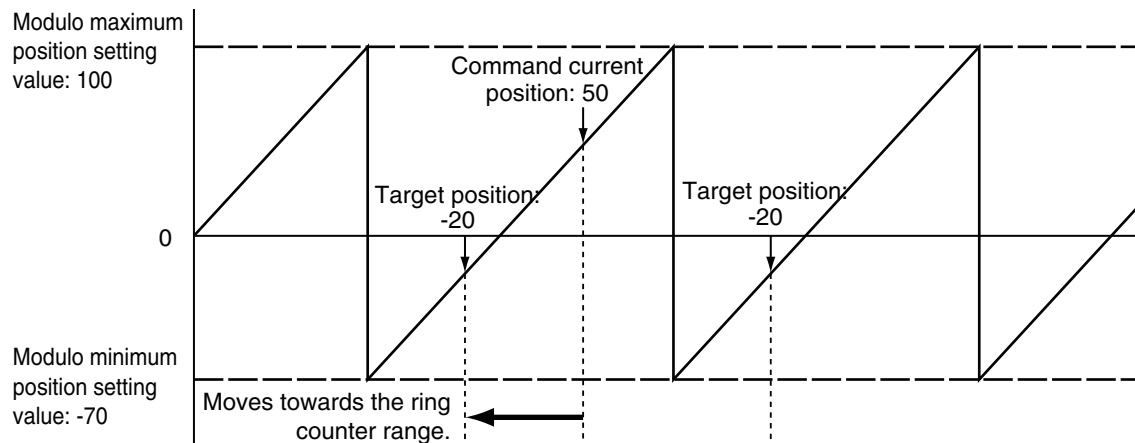 Modulo maximum
position setting
value: 100
Command current
position: 50
Target position:
-20
Target position:
-20
0
Modulo minimum
position setting
value: -70
Moves towards the ring
counter range.